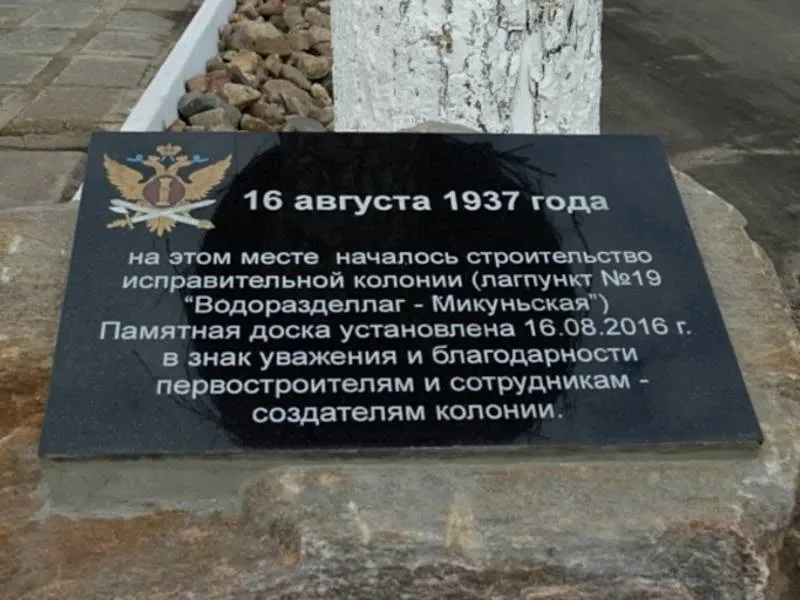 16 августа 1937 года
на этом месте началось строительство
исправительной колонии (лагпункт №19
“Водоразделлаг - Микуньская”)
Памятная доска установлена 16.08.2016 г.
в знак уважения и благодарности
первостроителям и сотрудникам -
создателям колонии.